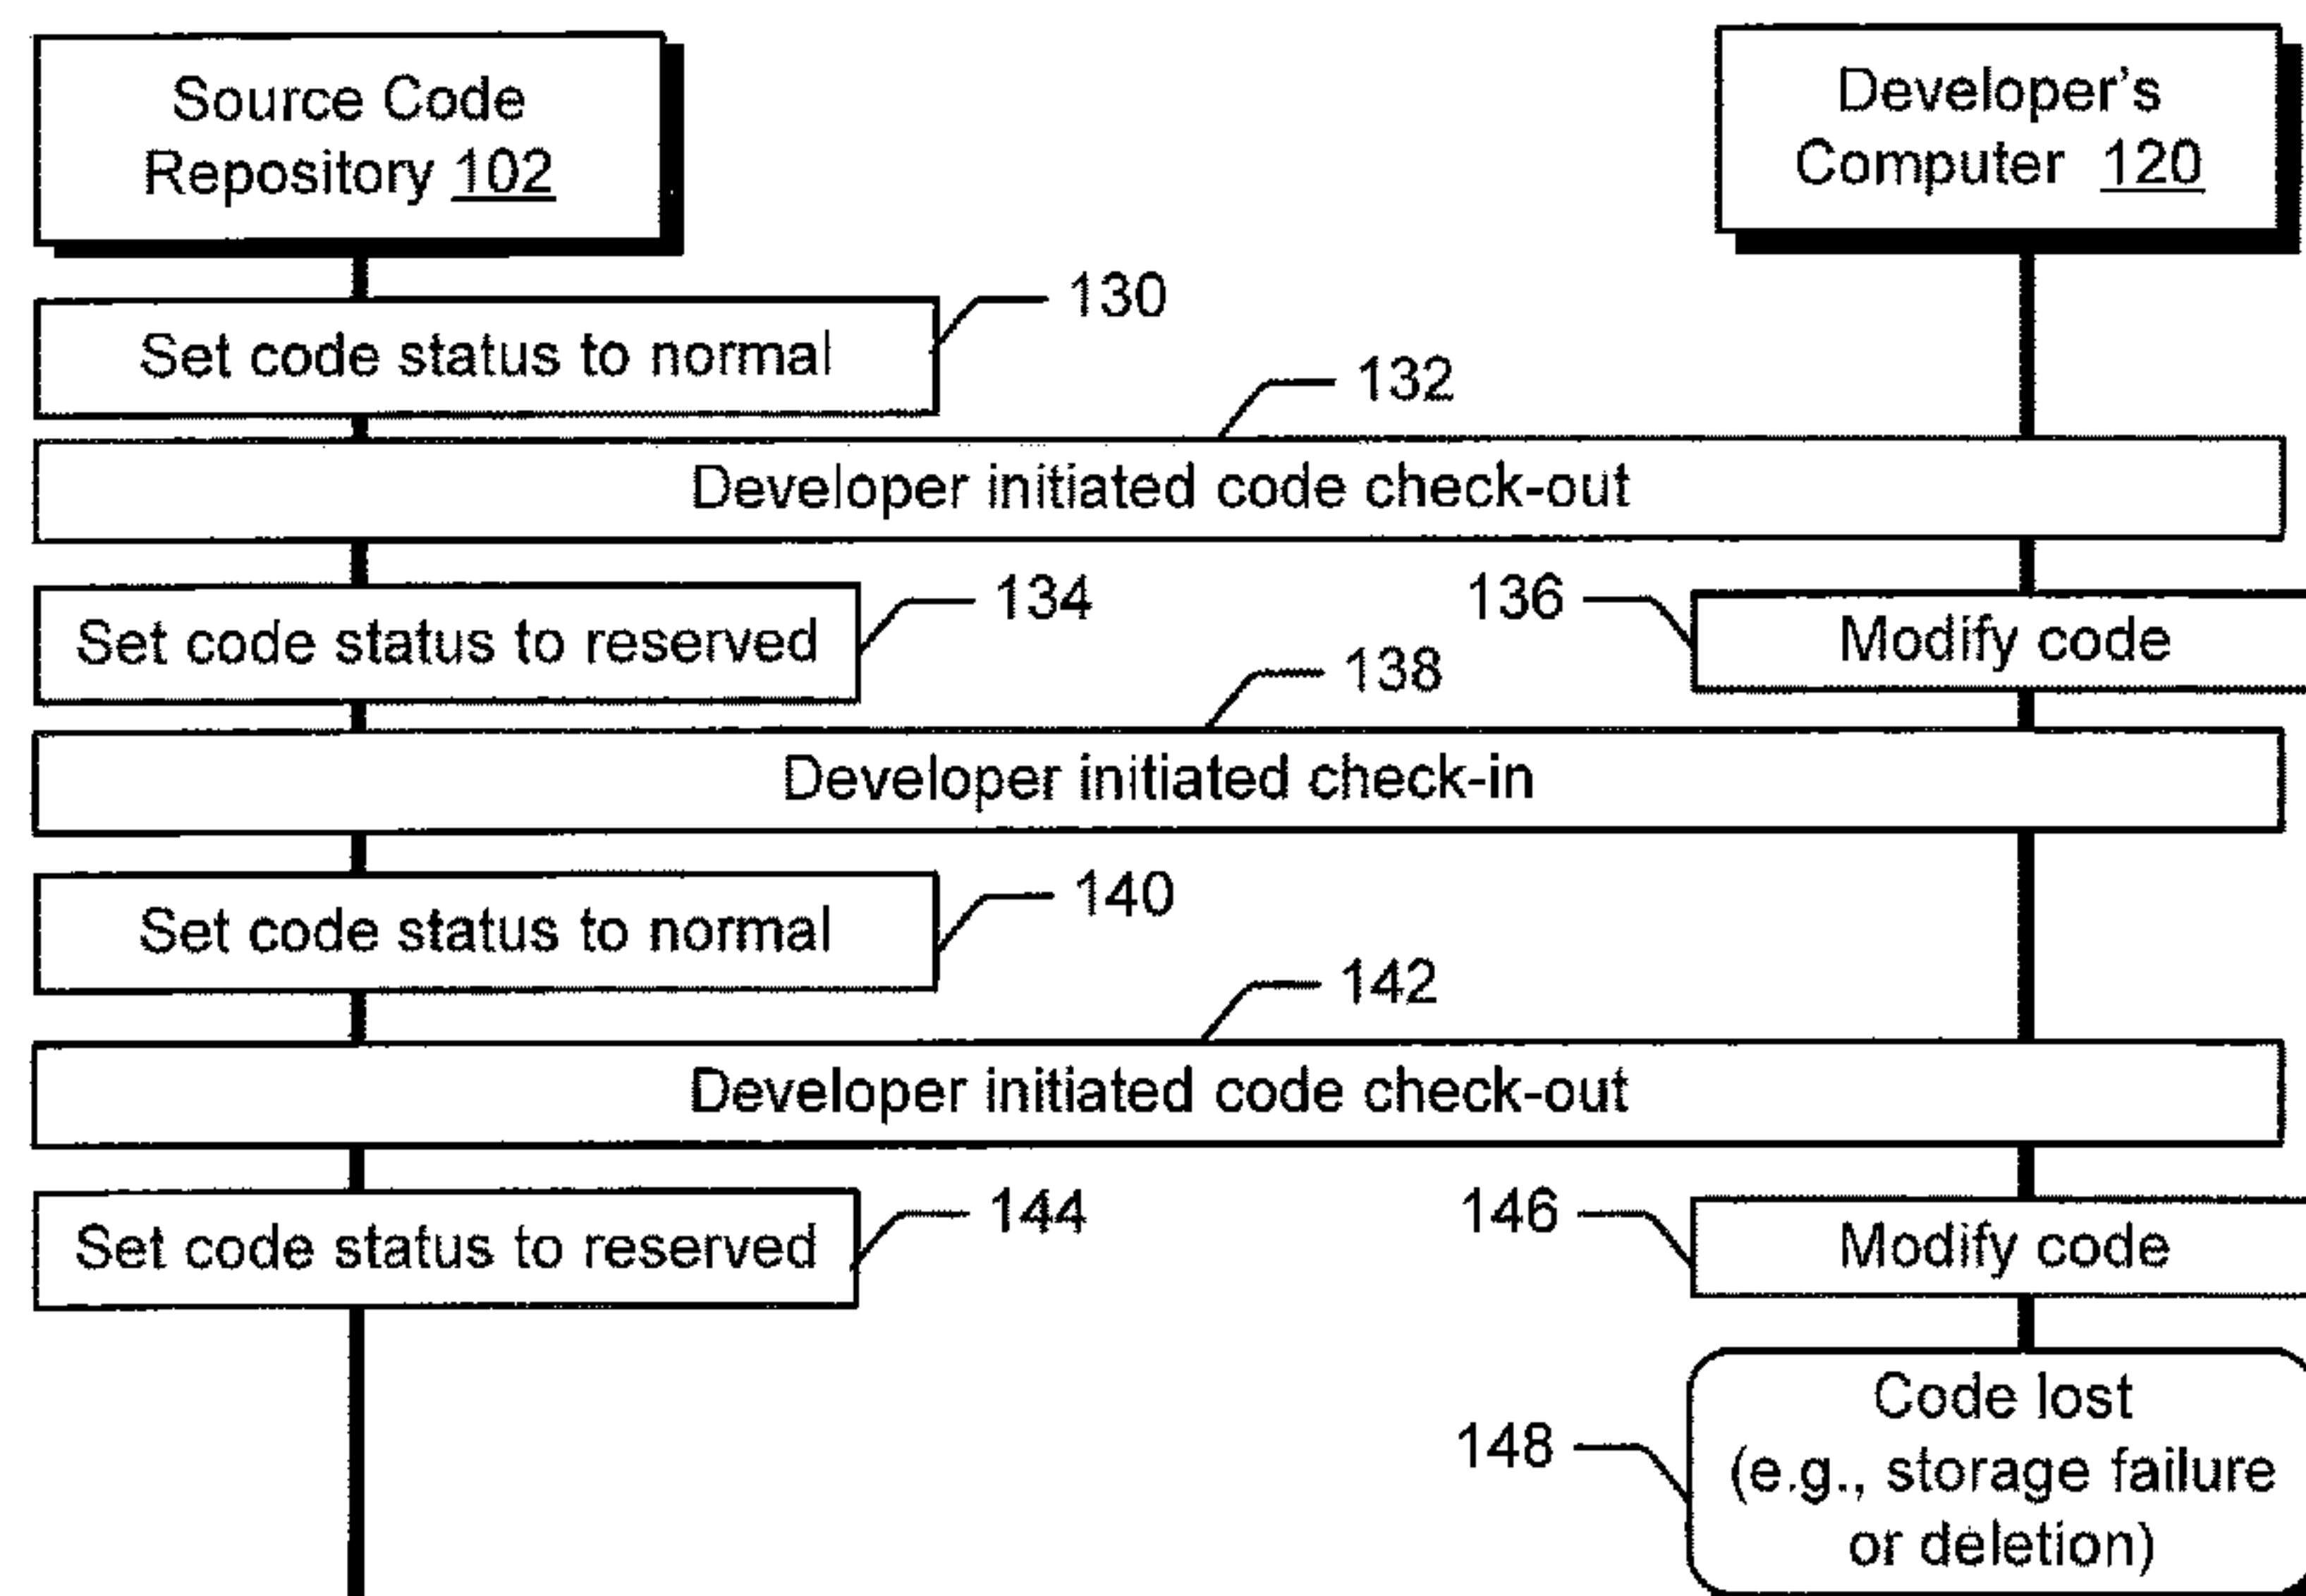 Source Code
Repository 102
Developer's
Computer 120
130
Set code status to normal
132
Developer initiated code check-out
134
Set code status to reserved
136
Modify code
138
Developer initiated check-in
140
Set code status to normal
142
Developer initiated code check-out
144
Set code status to reserved
146
Modify code
148
Code lost
(e.g., storage failure
or deletion)